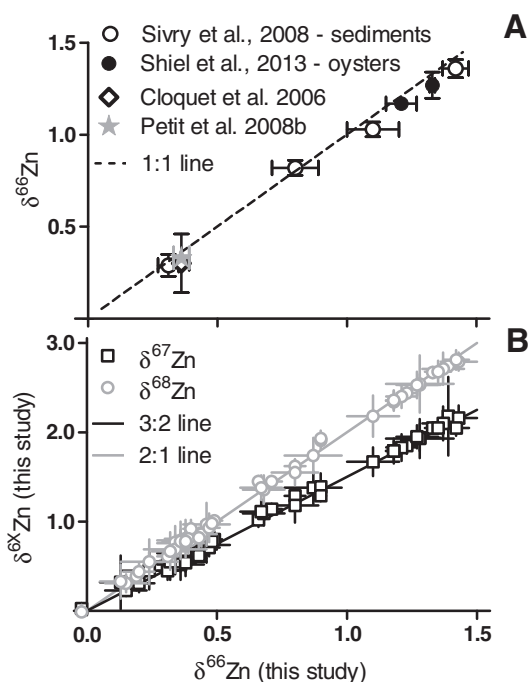 A
Sivry et al., 2008 - sediments
Shiel et al., 2013 - oysters
Cloquet et al. 2006
Petit et al. 2008b
1:1 line
1.5
1.0
0.5
δ⁶⁶Zn
B
δ⁶⁷Zn
δ⁶⁸Zn
3:2 line
2:1 line
3.0
2.0
1.0
0
δ⁶ˣZn (this study)
0.0 0.5 1.0 1.5
δ⁶⁶Zn (this study)